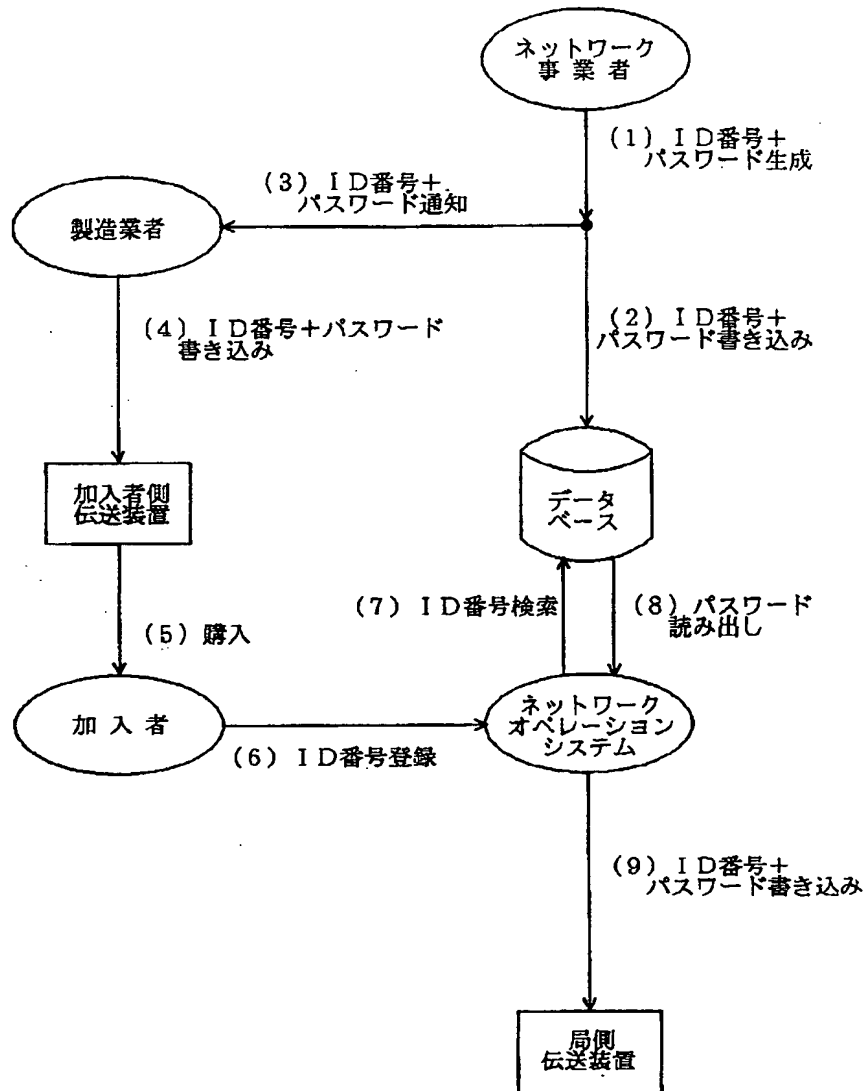 ネットワーク
事 業 者
(1) ID番号+
パスワード生成
(3) ID番号+
パスワード通知
製造業者
(4) ID番号+パスワード
書き込み
(2) ID番号+
パスワード書き込み
加入者側
伝送装置
データ
ベース
(5) 購入
(7) ID番号検索
(8) パスワード
読み出し
加 入 者
(6) ID番号登録
ネットワーク
オペレーション
システム
(9) ID番号+
パスワード書き込み
局側
伝送装置